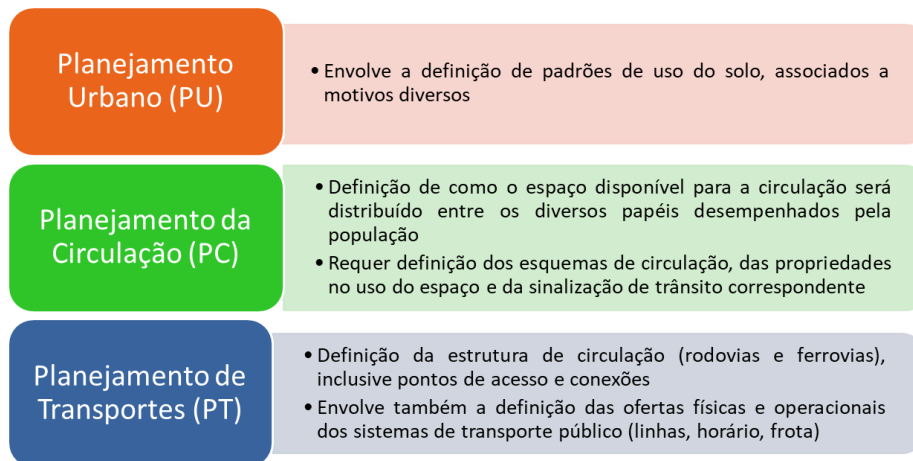 Planejamento
Urbano (PU)
• Envolve a definição de padrões de uso do solo, associados a
motivos diversos
Planejamento da
Circulação (PC)
• Definição de como o espaço disponível para a circulação será
distribuído entre os diversos papéis desempenhados pela
população
• Requer definição dos esquemas de circulação, das propriedades
no uso do espaço e da sinalização de trânsito correspondente
Planejamento de
Transportes (PT)
• Definição da estrutura de circulação (rodovias e ferrovias),
inclusive pontos de acesso e conexões
• Envolve também a definição das ofertas físicas e operacionais
dos sistemas de transporte público (linhas, horário, frota)